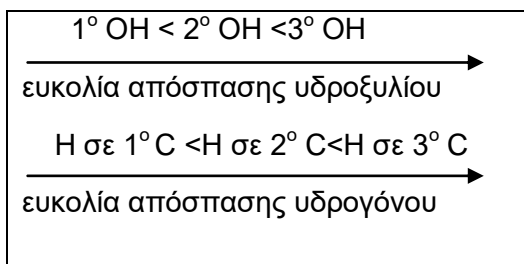 1° OH < 2° OH <3° OH
ευκολία απόσπασης υδροξυλίου
Η σε 1° C <Η σε 2° C<Η σε 3° C
ευκολία απόσπασης υδρογόνου